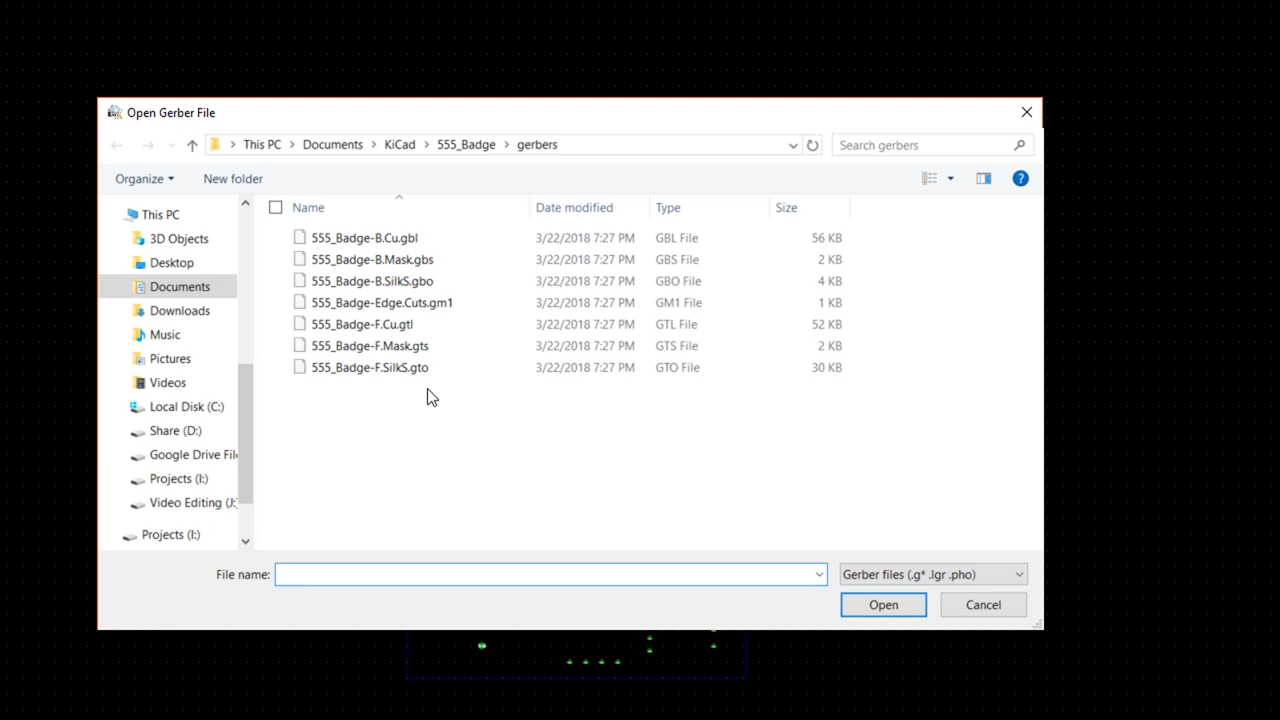 Open Gerber File
This PC > Documents > KiCad > 555_Badge > gerbers
Search gerbers
Organize New folder
Name Date modified Type Size
This PC
3D Objects
Desktop
Documents
Downloads
Music
Pictures
Videos
Local Disk (C:)
Share (D:)
Google Drive File
Projects (I:)
Video Editing (J:)
Projects (I:)
555_Badge-B.Cu.gbl 3/22/2018 7:27 PM GBL File 56 KB
555_Badge-B.Mask.gbs 3/22/2018 7:27 PM GBS File 2 KB
555_Badge-B.SilkS.gbo 3/22/2018 7:27 PM GBO File 4 KB
555_Badge-Edge.Cuts.gm1 3/22/2018 7:27 PM GM1 File 1 KB
555_Badge-F.Cu.gtl 3/22/2018 7:27 PM GTL File 52 KB
555_Badge-F.Mask.gts 3/22/2018 7:27 PM GTS File 2 KB
555_Badge-F.SilkS.gto 3/22/2018 7:27 PM GTO File 30 KB
File name:
Gerber files (.g* .lgr .pho)
Open Cancel